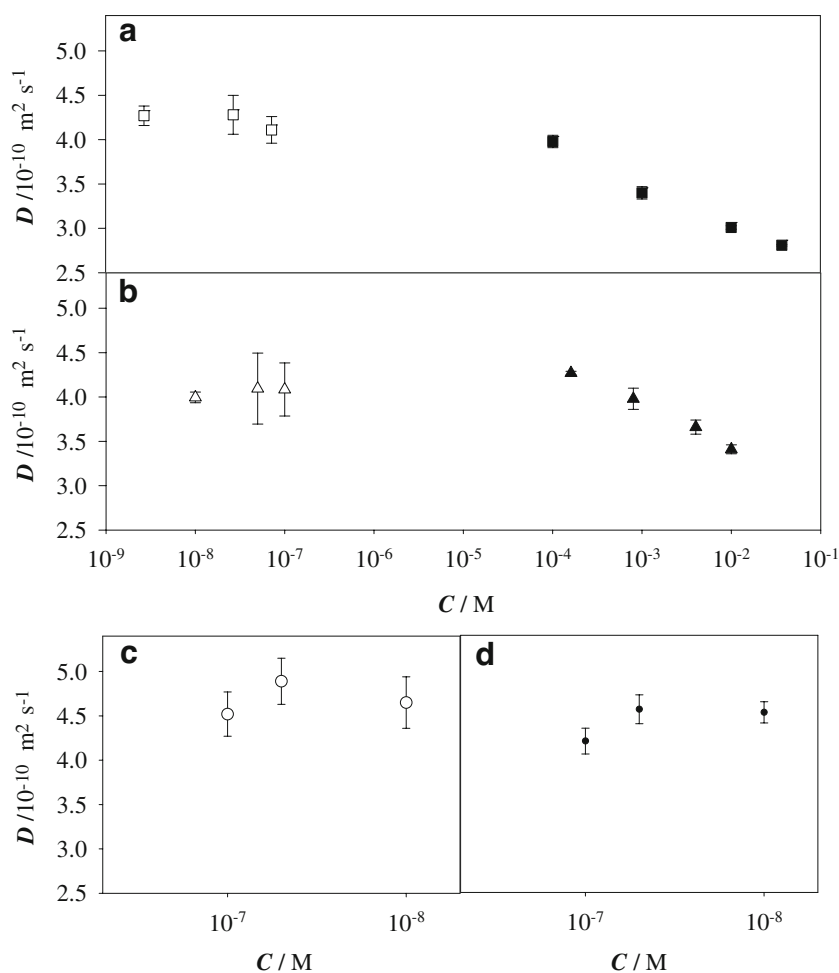 a
5.0
4.5
4.0
3.5
3.0
2.5
D /10⁻¹⁰ m² s⁻¹
b
5.0
4.5
4.0
3.5
3.0
2.5
D /10⁻¹⁰ m² s⁻¹
10⁻⁹ 10⁻⁸ 10⁻⁷ 10⁻⁶ 10⁻⁵ 10⁻⁴ 10⁻³ 10⁻² 10⁻¹
C / M
c d
5.0
4.5
4.0
3.5
3.0
2.5
D /10⁻¹⁰ m² s⁻¹
10⁻⁷ 10⁻⁸ 10⁻⁷ 10⁻⁸
C / M C / M